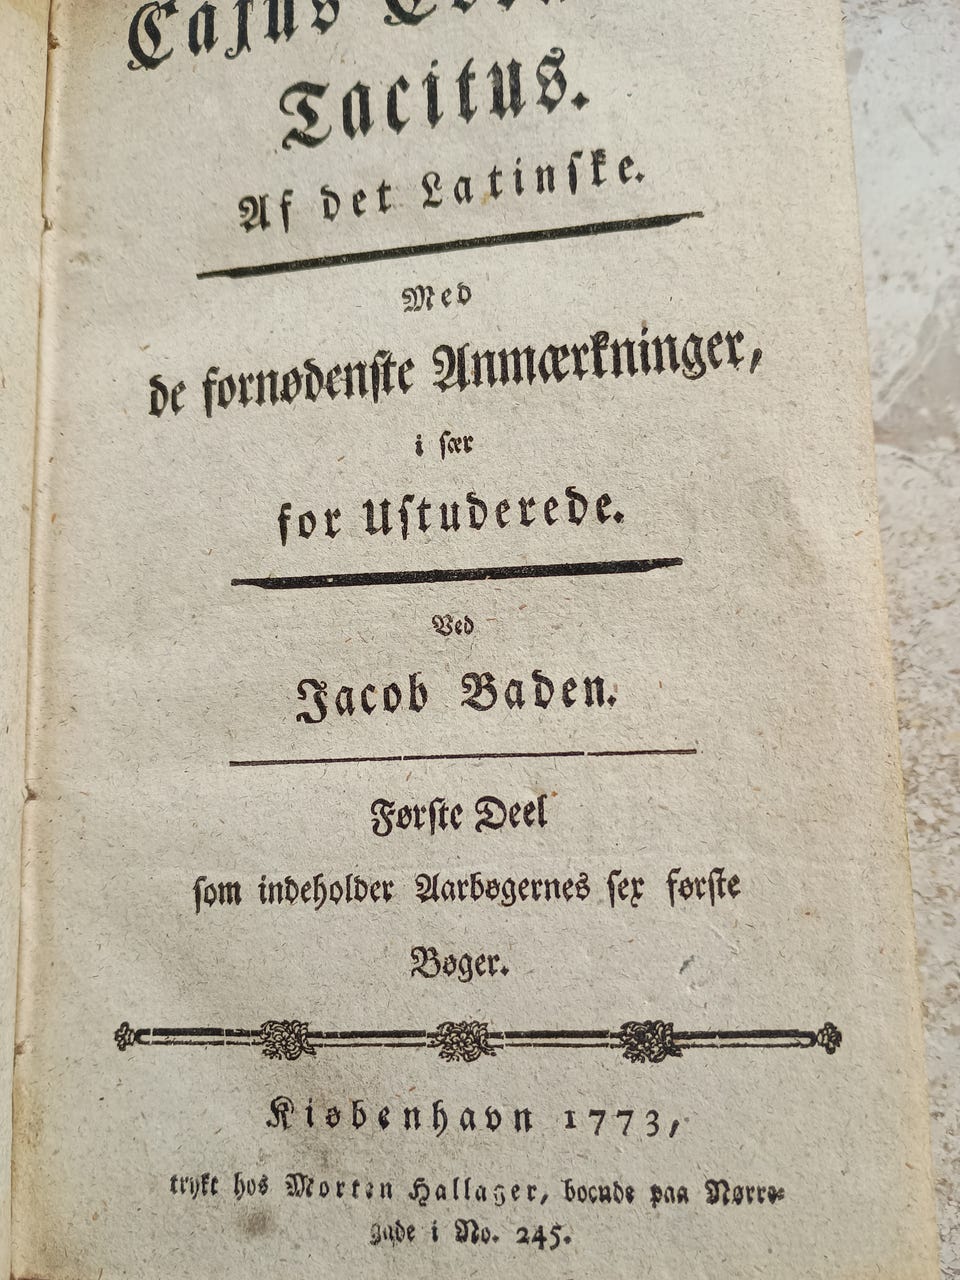 Cajus
Tacitus.
Af det Latinſke.
Med
de fornødenſte Anmærkninger,
i ſær
for Uſtuderede.
Ved
Jacob Baden.
Førſte Deel
ſom indeholder Aarbøgernes ſex førſte
Bøger.
Kiøbenhavn 1773,
trykt hos Morten Hallager, boende paa Nørre-
gade i No. 245.